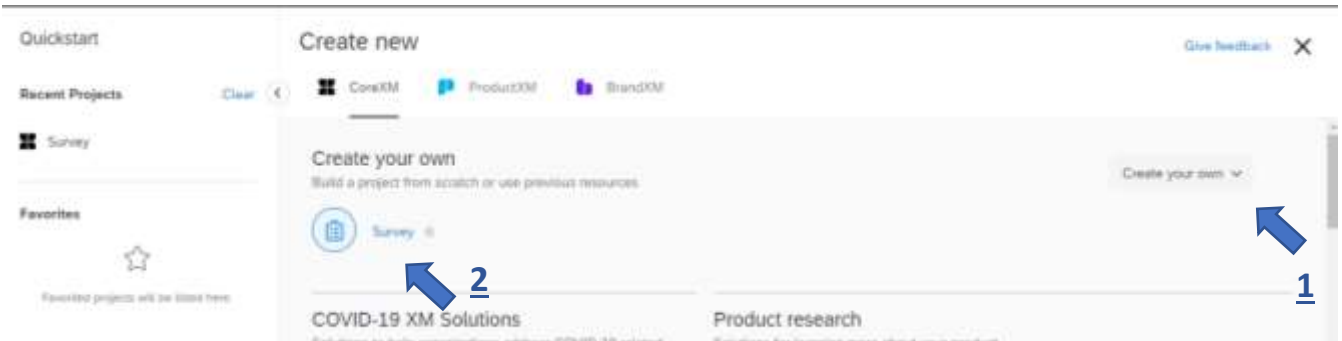 Quickstart
Recent Projects Clear
Survey
Favorites
Favorited projects will be listed here.
Create new
Give feedback
CoreXM ProductXM BrandXM
Create your own
Build a project from scratch or use previous resources
Create your own
Survey
2
1
COVID-19 XM Solutions
Product research